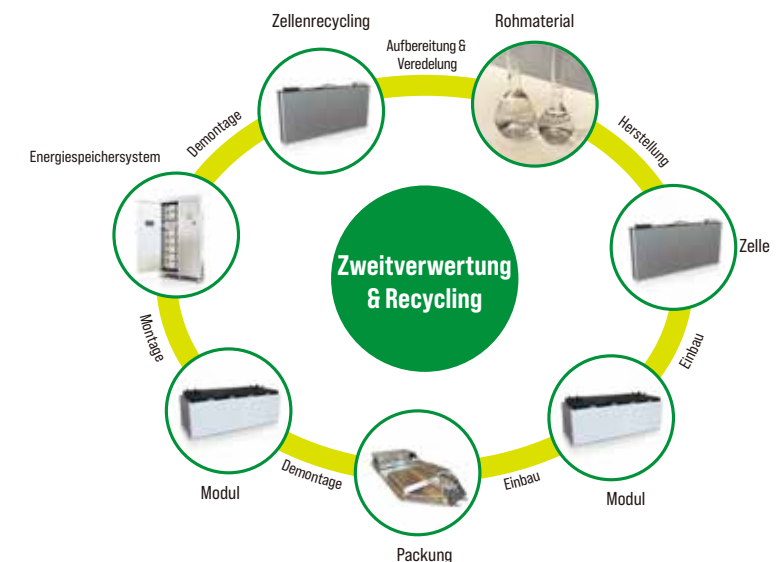 Zellenrecycling
Aufbereitung &
Veredelung
Rohmaterial
Herstellung
Zelle
Einbau
Modul
Einbau
Packung
Demontage
Modul
Montage
Energiespeichersystem
Demontage
Zweitverwertung
& Recycling